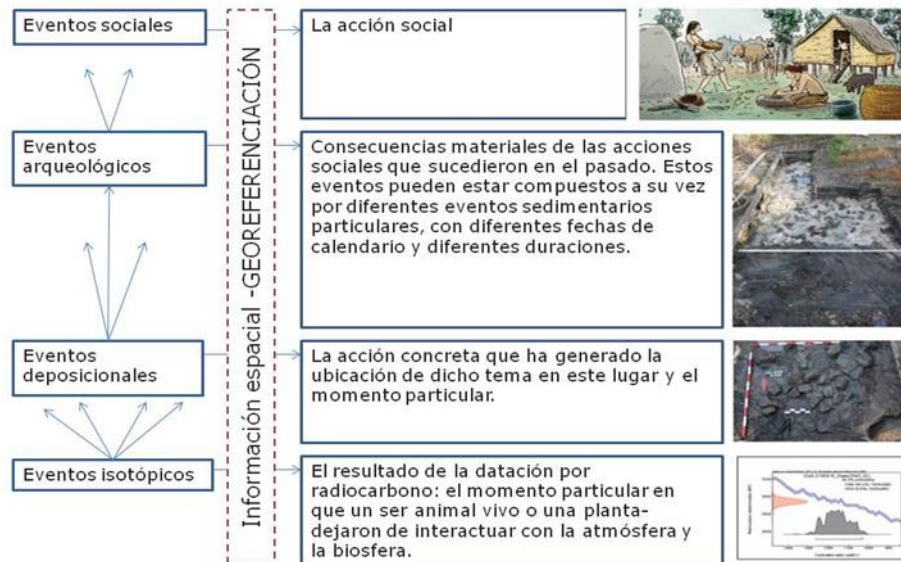 Eventos sociales
La acción social
Información espacial -GEOREFERENCIACIÓN
Eventos
arqueológicos
Consecuencias materiales de las acciones
sociales que sucedieron en el pasado. Estos
eventos pueden estar compuestos a su vez
por diferentes eventos sedimentarios
particulares, con diferentes fechas de
calendario y diferentes duraciones.
Eventos
deposicionales
La acción concreta que ha generado la
ubicación de dicho tema en este lugar y el
momento particular.
Eventos isotópicos
El resultado de la datación por
radiocarbono: el momento particular en
que un ser animal vivo o una planta-
dejaron de interactuar con la atmósfera y
la biosfera.